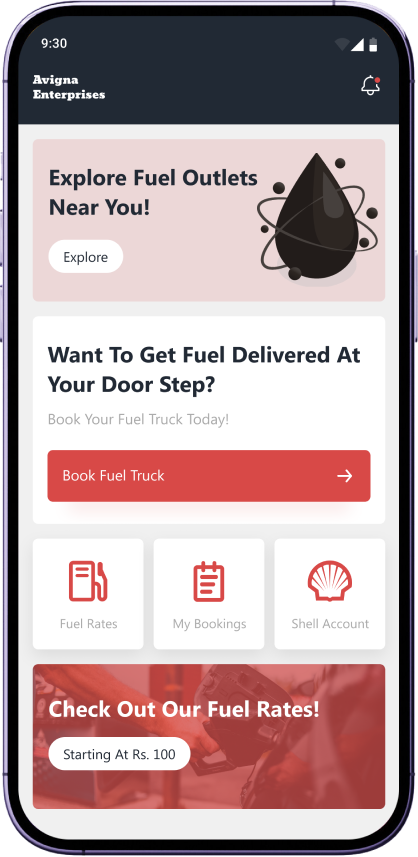 9:30
Avigna
Enterprises
Explore Fuel Outlets
Near You!
Explore
Want To Get Fuel Delivered At
Your Door Step?
Book Your Fuel Truck Today!
Book Fuel Truck
Fuel Rates
My Bookings
Shell Account
Check Out Our Fuel Rates!
Starting At Rs. 100